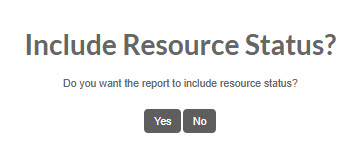 Include Resource Status?
Do you want the report to include resource status?
Yes No